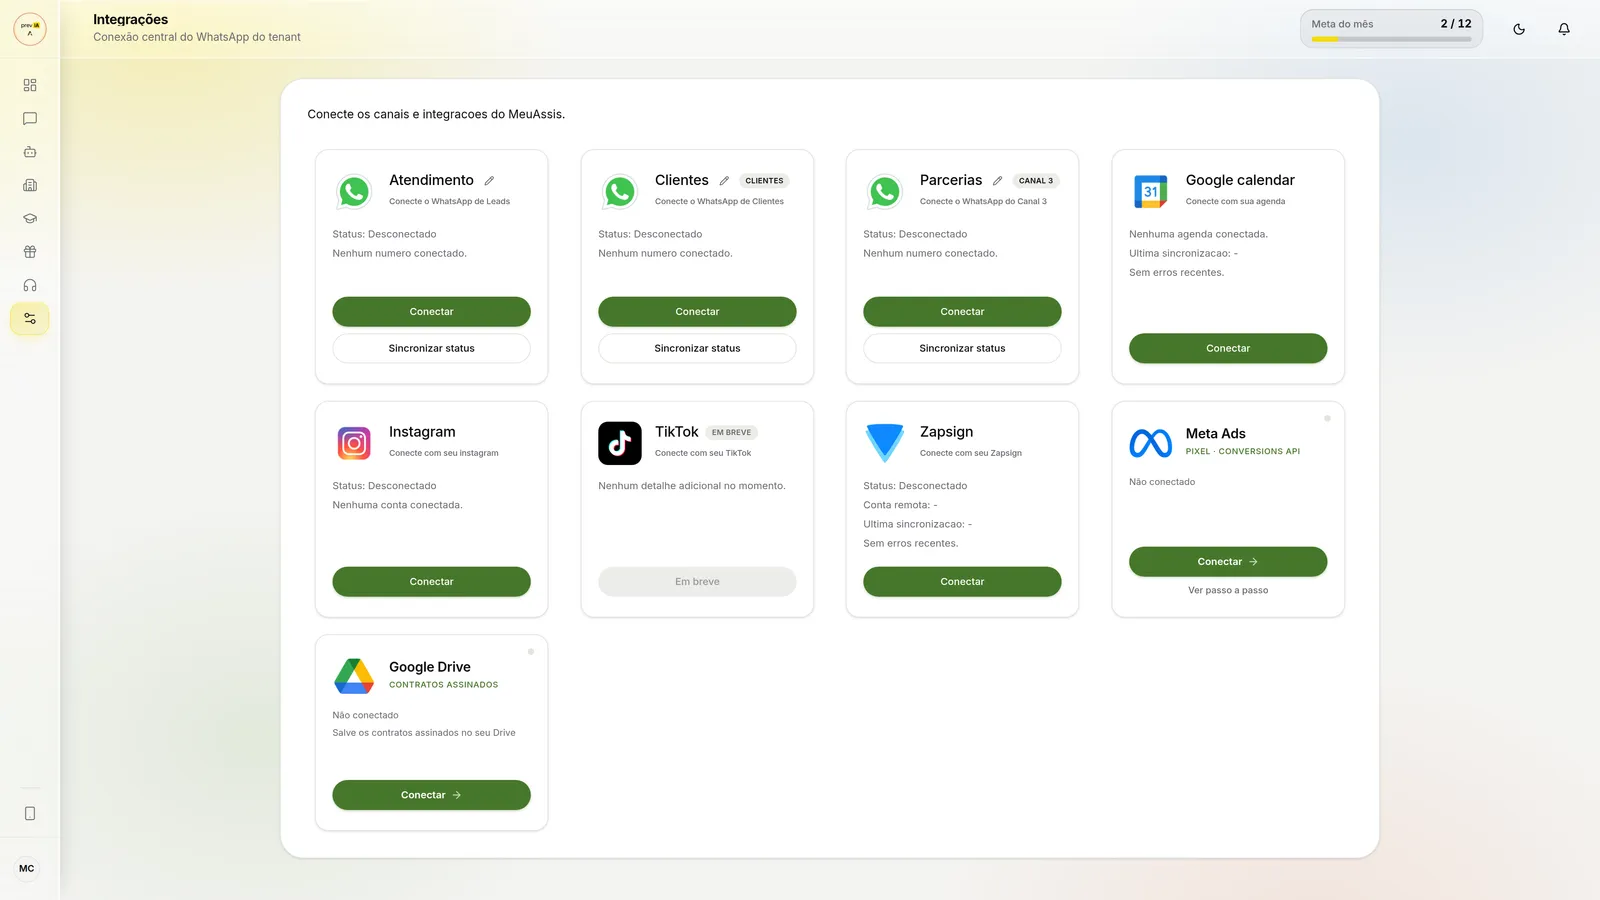 prev IA
Integrações
Conexão central do WhatsApp do tenant
Meta do mês 2 / 12
Conecte os canais e integracoes do MeuAssis.
Atendimento
Conecte o WhatsApp de Leads
Status: Desconectado
Nenhum numero conectado.
Conectar
Sincronizar status
Clientes CLIENTES
Conecte o WhatsApp de Clientes
Status: Desconectado
Nenhum numero conectado.
Conectar
Sincronizar status
Parcerias CANAL 3
Conecte o WhatsApp do Canal 3
Status: Desconectado
Nenhum numero conectado.
Conectar
Sincronizar status
31
Google calendar
Conecte com sua agenda
Nenhuma agenda conectada.
Ultima sincronizacao: -
Sem erros recentes.
Conectar
Instagram
Conecte com seu instagram
Status: Desconectado
Nenhuma conta conectada.
Conectar
TikTok EM BREVE
Conecte com seu TikTok
Nenhum detalhe adicional no momento.
Em breve
Zapsign
Conecte com seu Zapsign
Status: Desconectado
Conta remota: -
Ultima sincronizacao: -
Sem erros recentes.
Conectar
Meta Ads
PIXEL · CONVERSIONS API
Não conectado
Conectar →
Ver passo a passo
Google Drive
CONTRATOS ASSINADOS
Não conectado
Salve os contratos assinados no seu Drive
Conectar →
MC